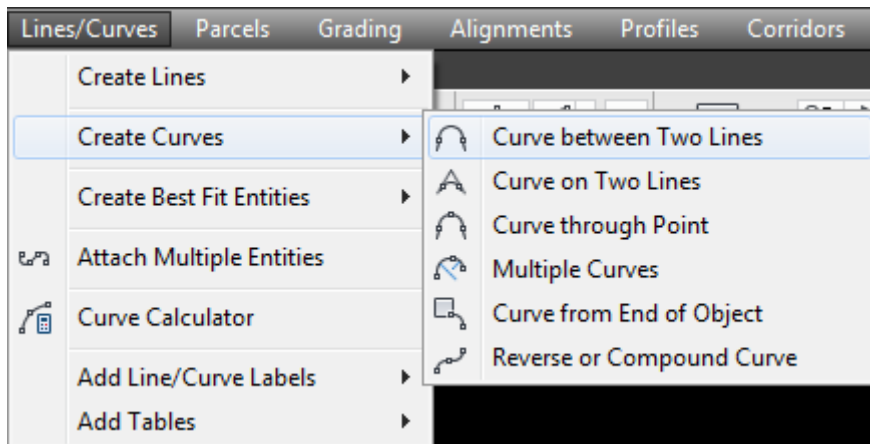 Lines/Curves Parcels Grading Alignments Profiles Corridors
Create Lines
Create Curves
Create Best Fit Entities
Attach Multiple Entities
Curve Calculator
Add Line/Curve Labels
Add Tables
Curve between Two Lines
Curve on Two Lines
Curve through Point
Multiple Curves
Curve from End of Object
Reverse or Compound Curve